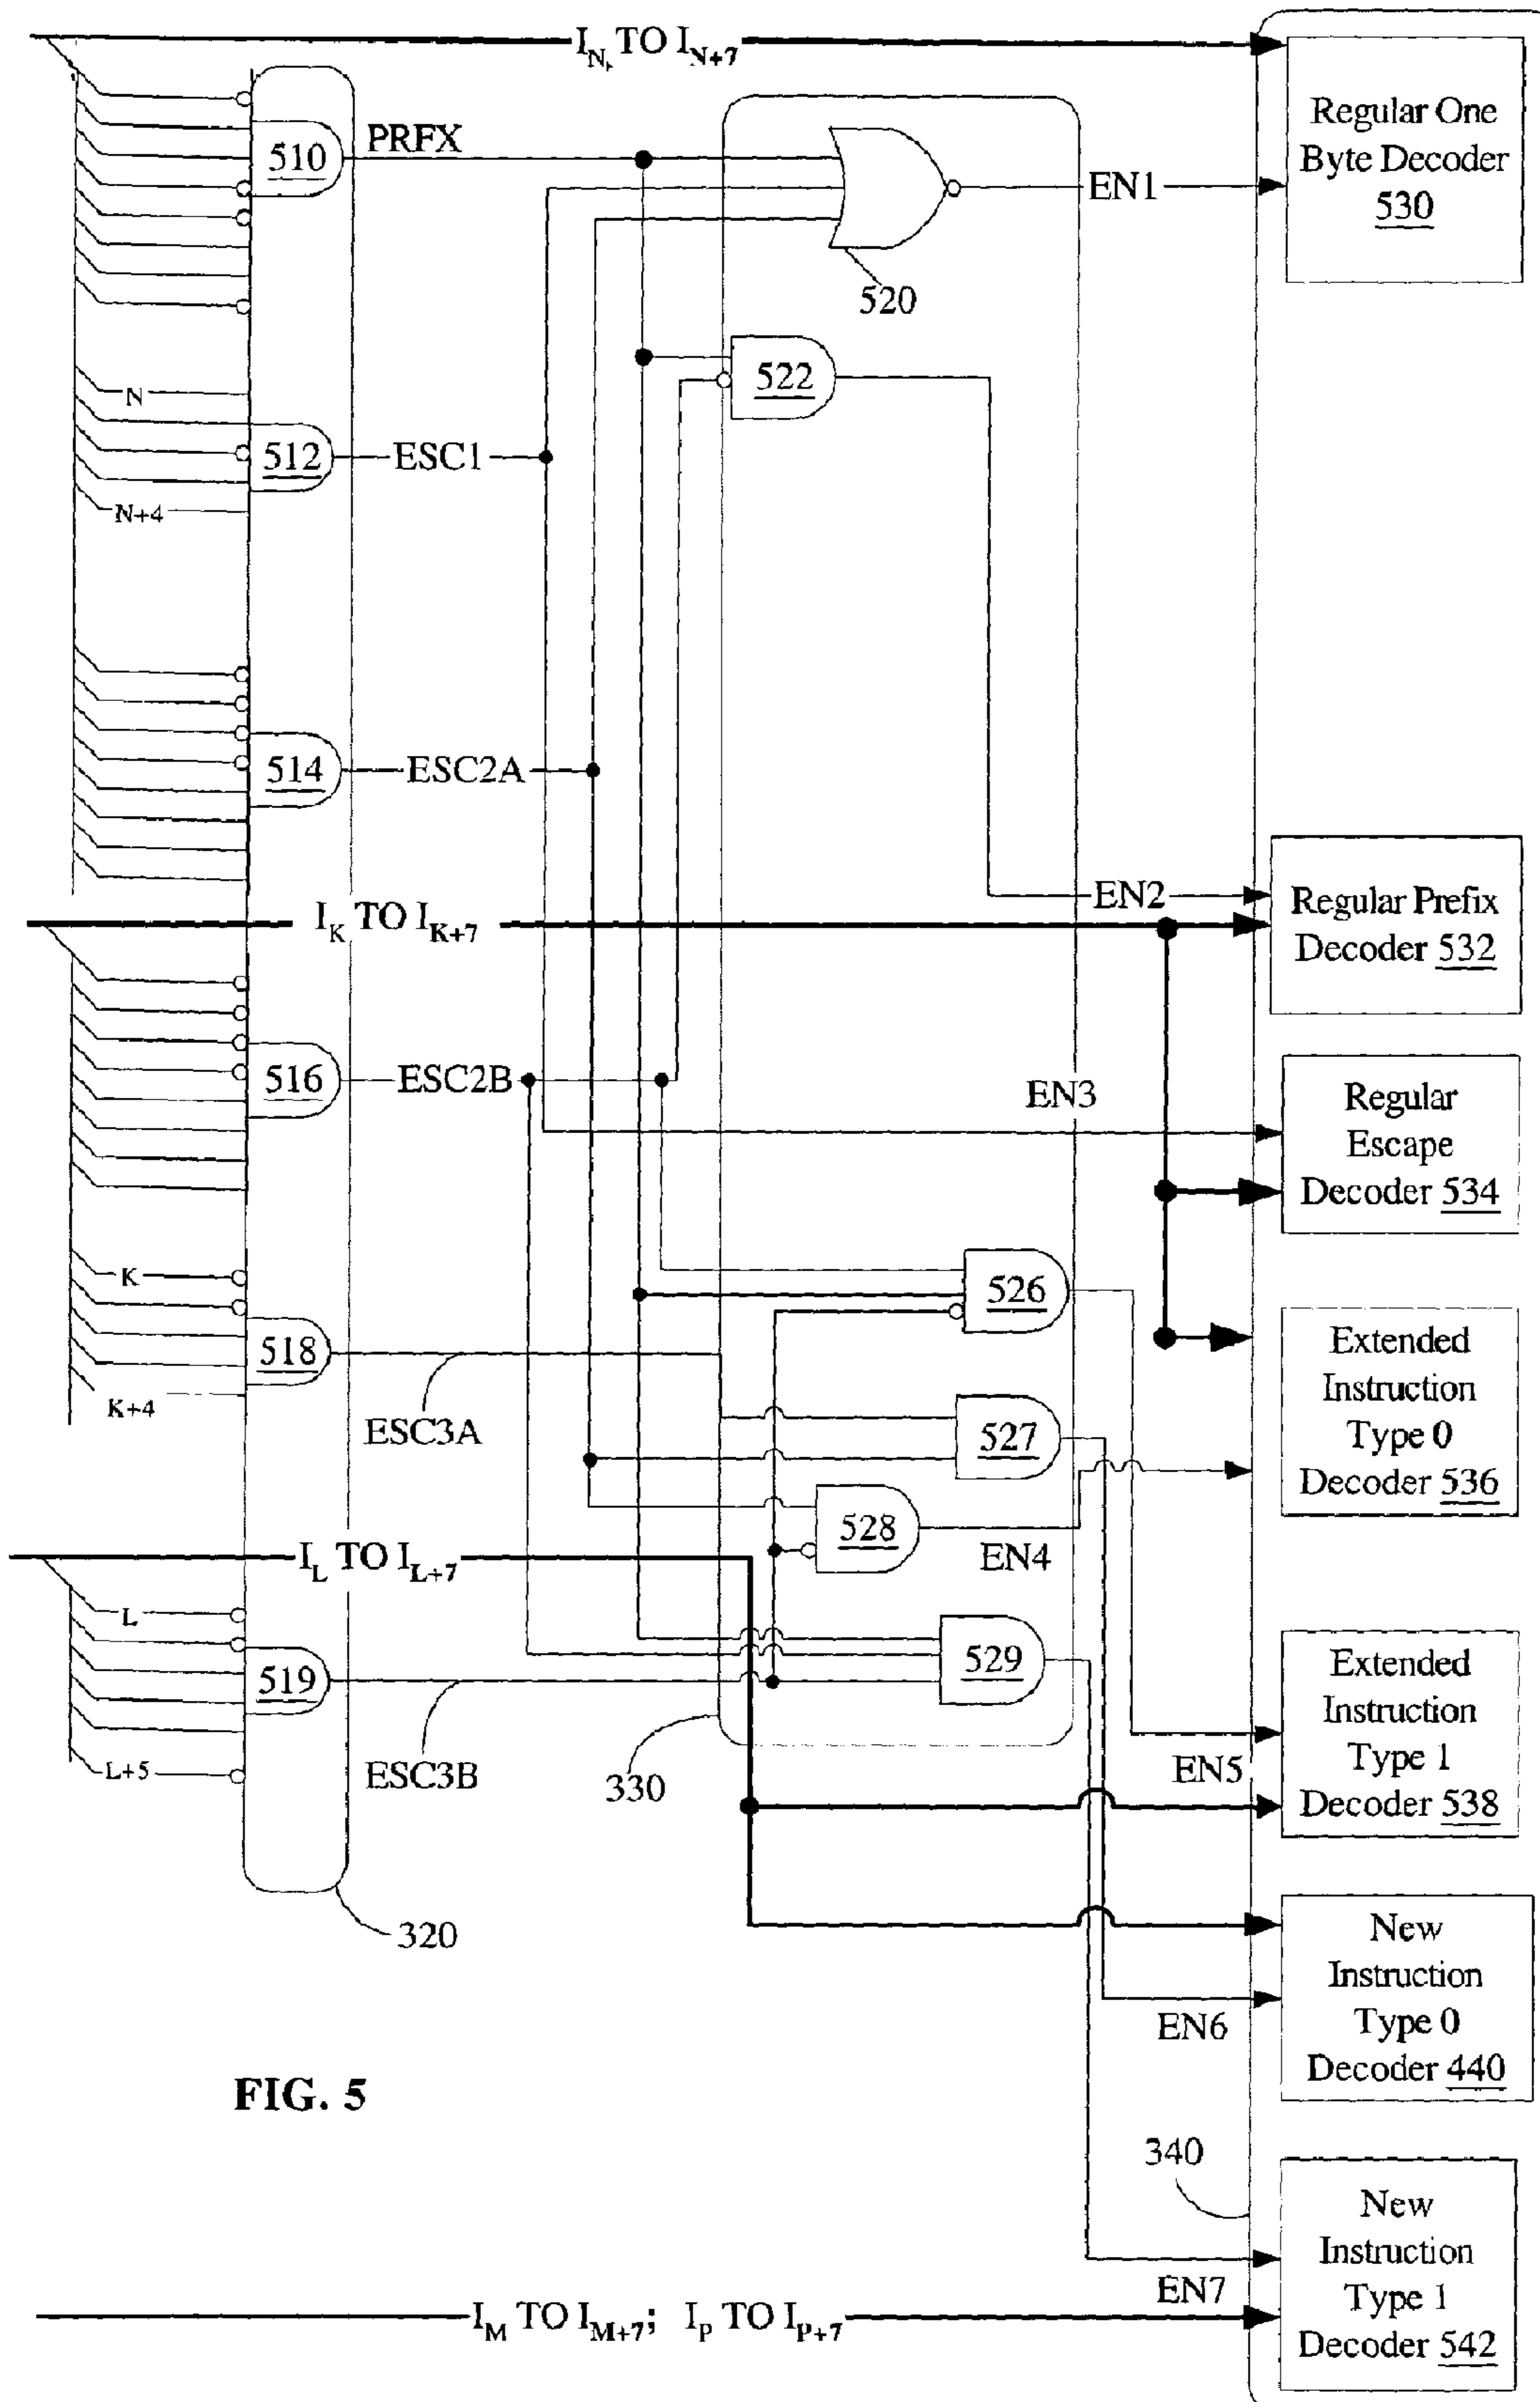 I_N, TO I_N+7
Regular One
Byte Decoder
530
PRFX
510
EN1
520
522
N
512
ESC1
N+4
514
ESC2A
EN2
I_K TO I_K+7
Regular Prefix
Decoder 532
516
ESC2B
EN3
Regular
Escape
Decoder 534
K
526
518
K+4
ESC3A
527
Extended
Instruction
Type 0
Decoder 536
528
EN4
I_L TO I_L+7
L
519
529
L+5
ESC3B
330
Extended
Instruction
Type 1
Decoder 538
EN5
320
New
Instruction
Type 0
Decoder 440
EN6
FIG. 5
340
New
Instruction
Type 1
Decoder 542
EN7
I_M TO I_M+7; I_P TO I_P+7